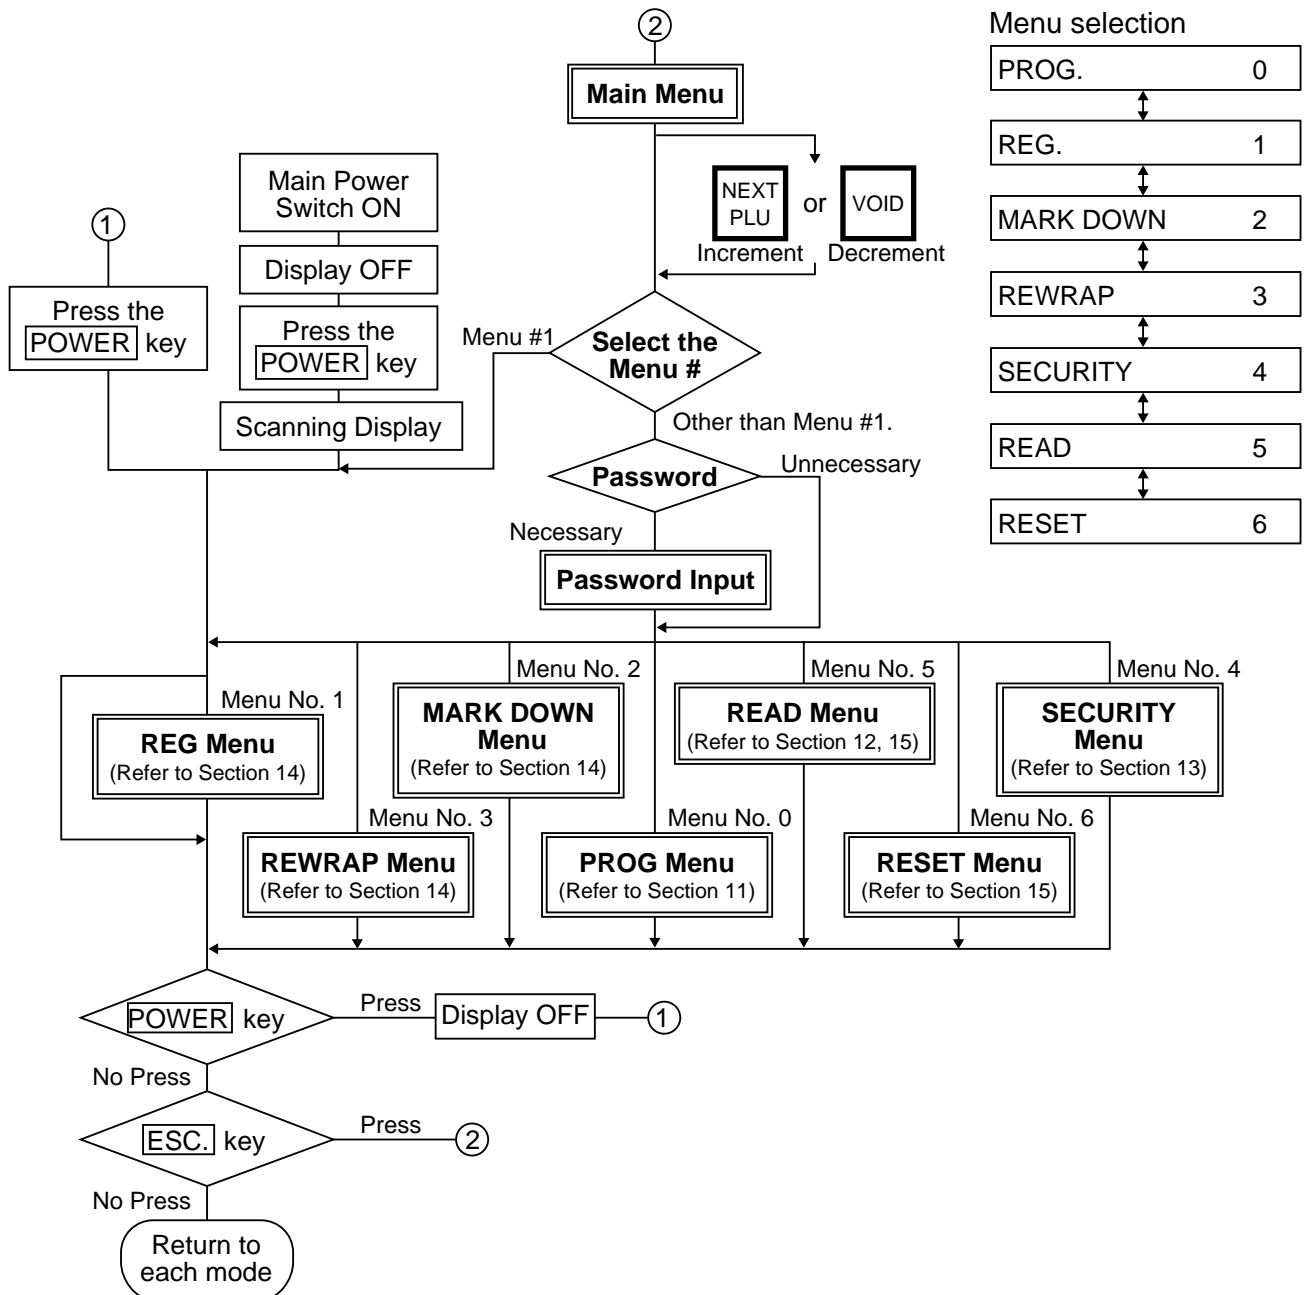 ②
Main Menu
NEXT
PLU
or
VOID
Increment
Decrement
Main Power
Switch ON
Display OFF
Press the
POWER key
Scanning Display
①
Press the
POWER key
Menu #1
Select the
Menu #
Other than Menu #1.
Password
Unnecessary
Necessary
Password Input
Menu selection
PROG. 0
REG. 1
MARK DOWN 2
REWRAP 3
SECURITY 4
READ 5
RESET 6
Menu No. 1
REG Menu
(Refer to Section 14)
Menu No. 2
MARK DOWN
Menu
(Refer to Section 14)
Menu No. 5
READ Menu
(Refer to Section 12, 15)
Menu No. 4
SECURITY
Menu
(Refer to Section 13)
Menu No. 3
REWRAP Menu
(Refer to Section 14)
Menu No. 0
PROG Menu
(Refer to Section 11)
Menu No. 6
RESET Menu
(Refer to Section 15)
POWER key
Press
Display OFF
①
No Press
ESC. key
Press
②
No Press
Return to
each mode